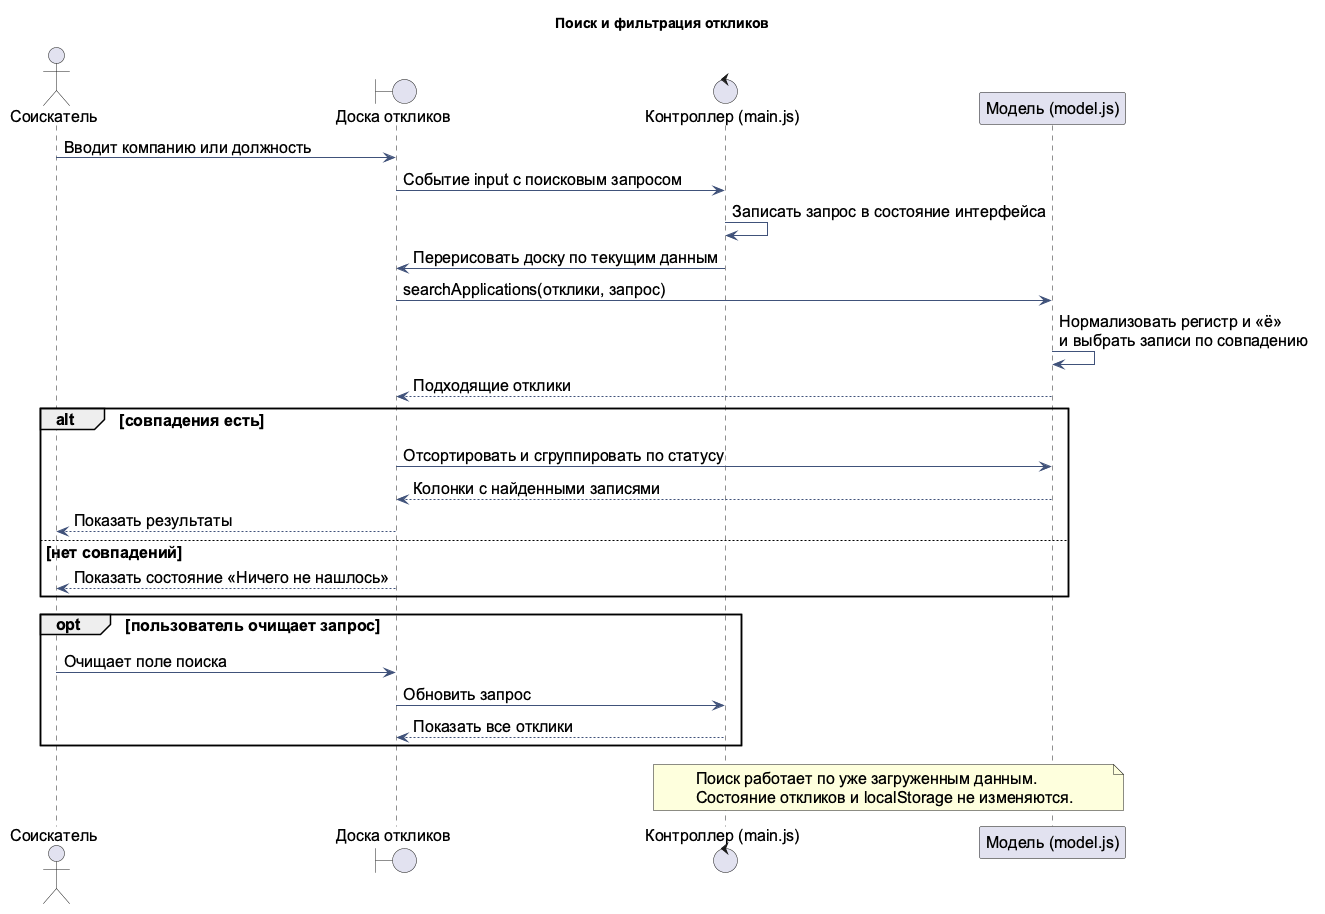 Поиск и фильтрация откликов
Соискатель
Доска откликов
Контроллер (main.js)
Модель (model.js)
Вводит компанию или должность
Событие input с поисковым запросом
Записать запрос в состояние интерфейса
Перерисовать доску по текущим данным
searchApplications(отклики, запрос)
Нормализовать регистр и «ё»
и выбрать записи по совпадению
Подходящие отклики
alt
[совпадения есть]
Отсортировать и сгруппировать по статусу
Колонки с найденными записями
Показать результаты
[нет совпадений]
Показать состояние «Ничего не нашлось»
opt
[пользователь очищает запрос]
Очищает поле поиска
Обновить запрос
Показать все отклики
Поиск работает по уже загруженным данным.
Состояние откликов и localStorage не изменяются.
Соискатель
Доска откликов
Контроллер (main.js)
Модель (model.js)